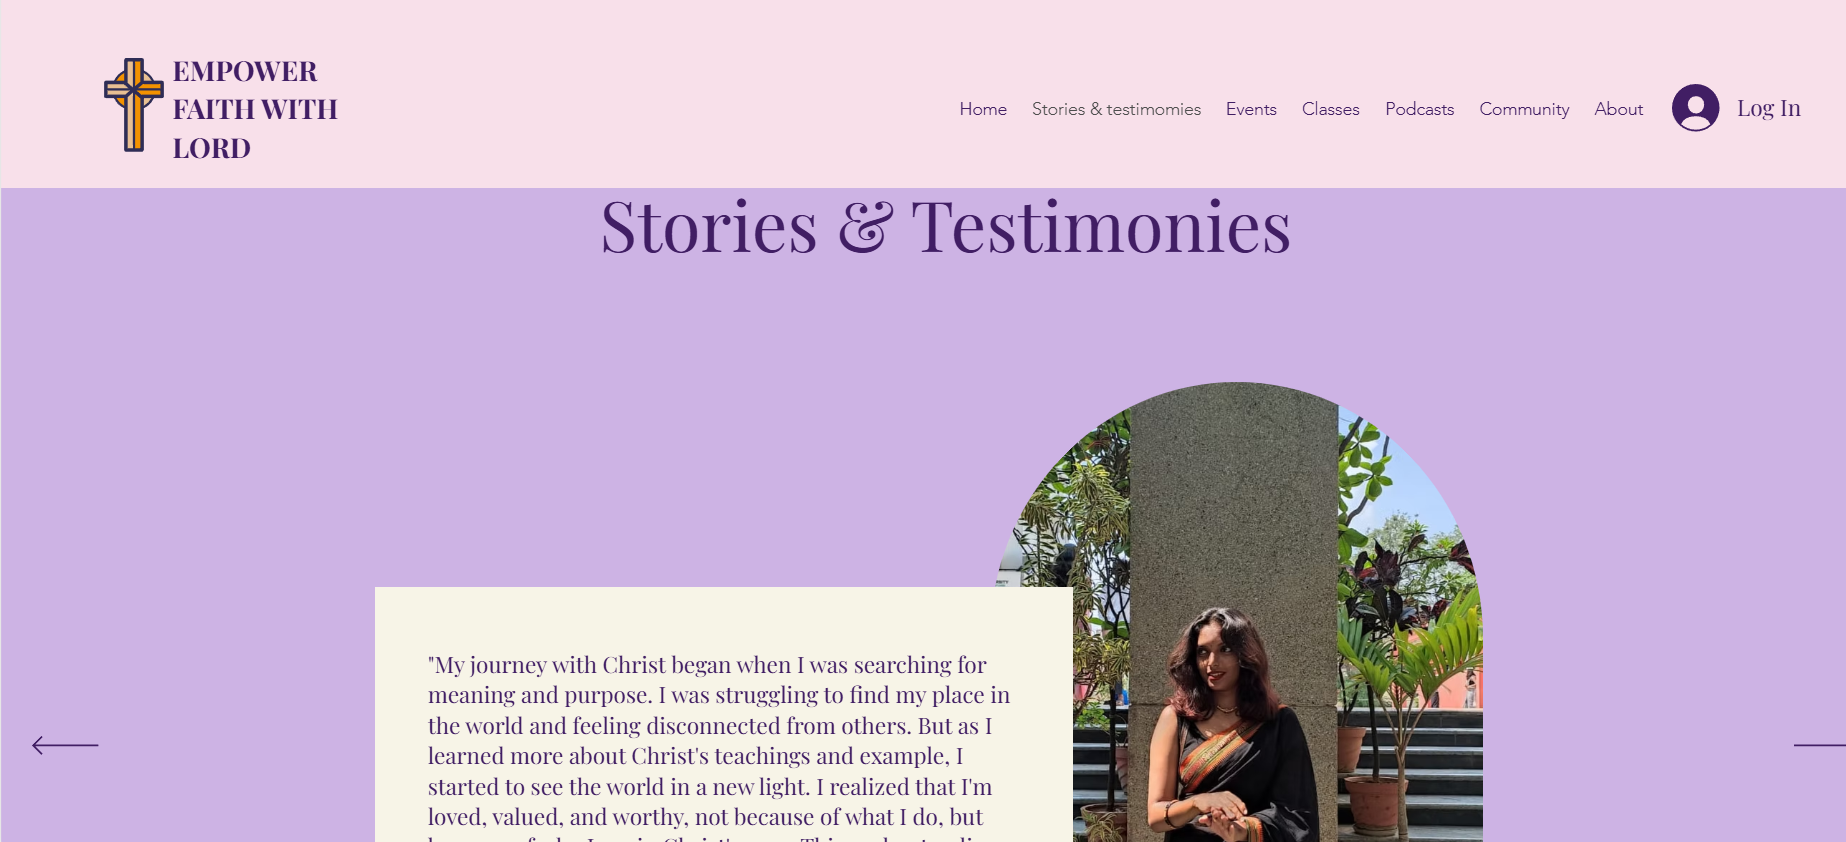 EMPOWER
FAITH WITH
LORD
Home Stories & testimomies Events Classes Podcasts Community About Log In
Stories & Testimonies
"My journey with Christ began when I was searching for
meaning and purpose. I was struggling to find my place in
the world and feeling disconnected from others. But as I
learned more about Christ's teachings and example, I
started to see the world in a new light. I realized that I'm
loved, valued, and worthy, not because of what I do, but